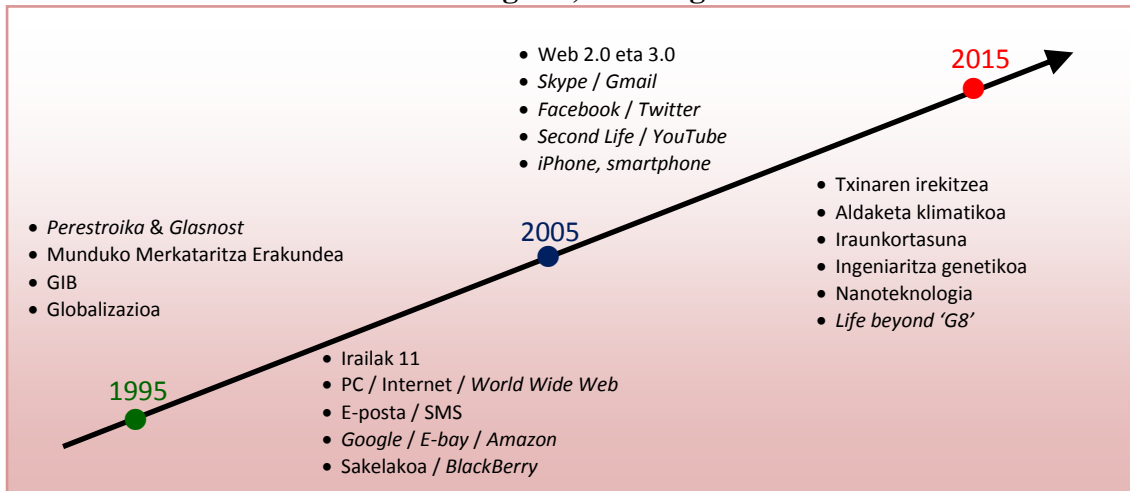 • Web 2.0 eta 3.0
• Skype / Gmail
• Facebook / Twitter
• Second Life / YouTube
• iPhone, smartphone
2015
• Txinaren irekitzea
• Aldaketa klimatikoa
• Iraunkortasuna
• Ingeniaritza genetikoa
• Nanoteknologia
• Life beyond ‘G8’
• Perestroika & Glasnost
• Munduko Merkataritza Erakundea
• GIB
• Globalizazioa
2005
1995
• Irailak 11
• PC / Internet / World Wide Web
• E-posta / SMS
• Google / E-bay / Amazon
• Sakelakoa / BlackBerry